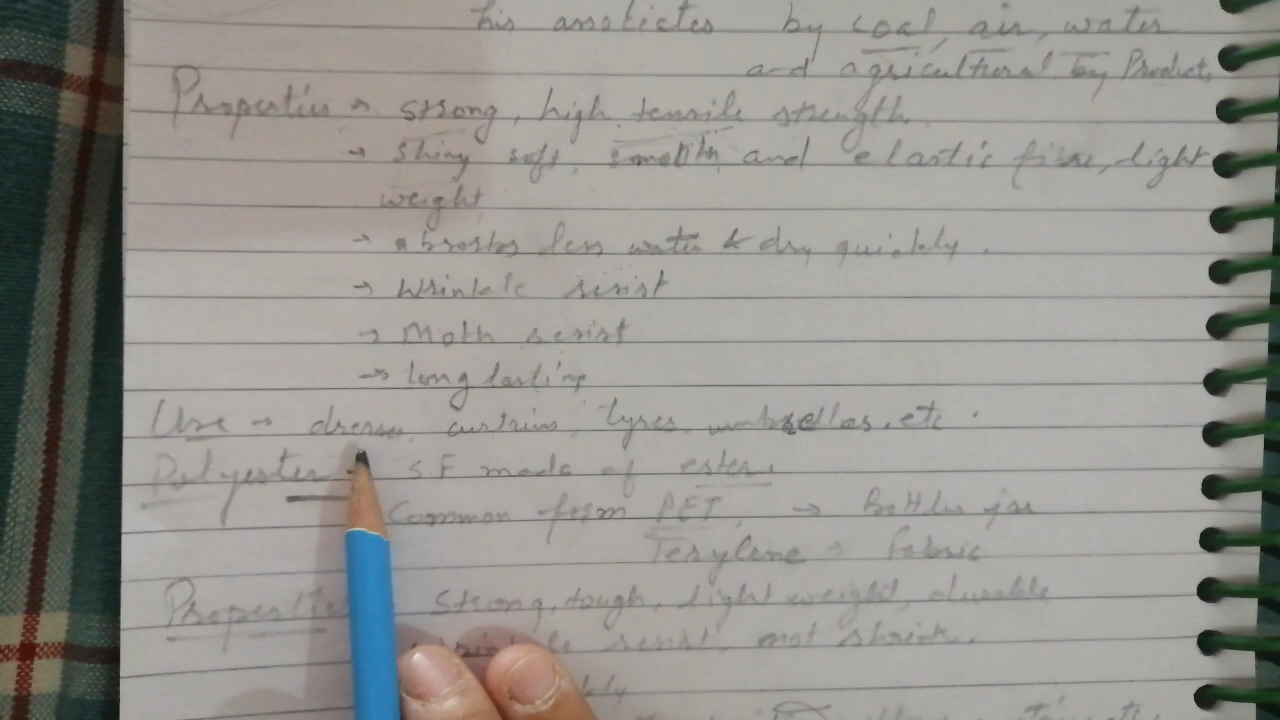 by coal, air, water
and agricultural by Product,
Properties → strong, high tensile strength.
→ Shiny soft, smooth, and elastic fibre, light
weight
→ absorbs less water & dry quickly.
→ Wrinkle resist
→ Moth resist
→ long lasting
Use → dresses, curtains, tyres, umbrellas, etc.
Polyester → S F made of ester.
Common form PET, → Bottles jar
Terylene → fabric
Properties strong, tough, light weight, durable
wrinkle resist, not shrink.